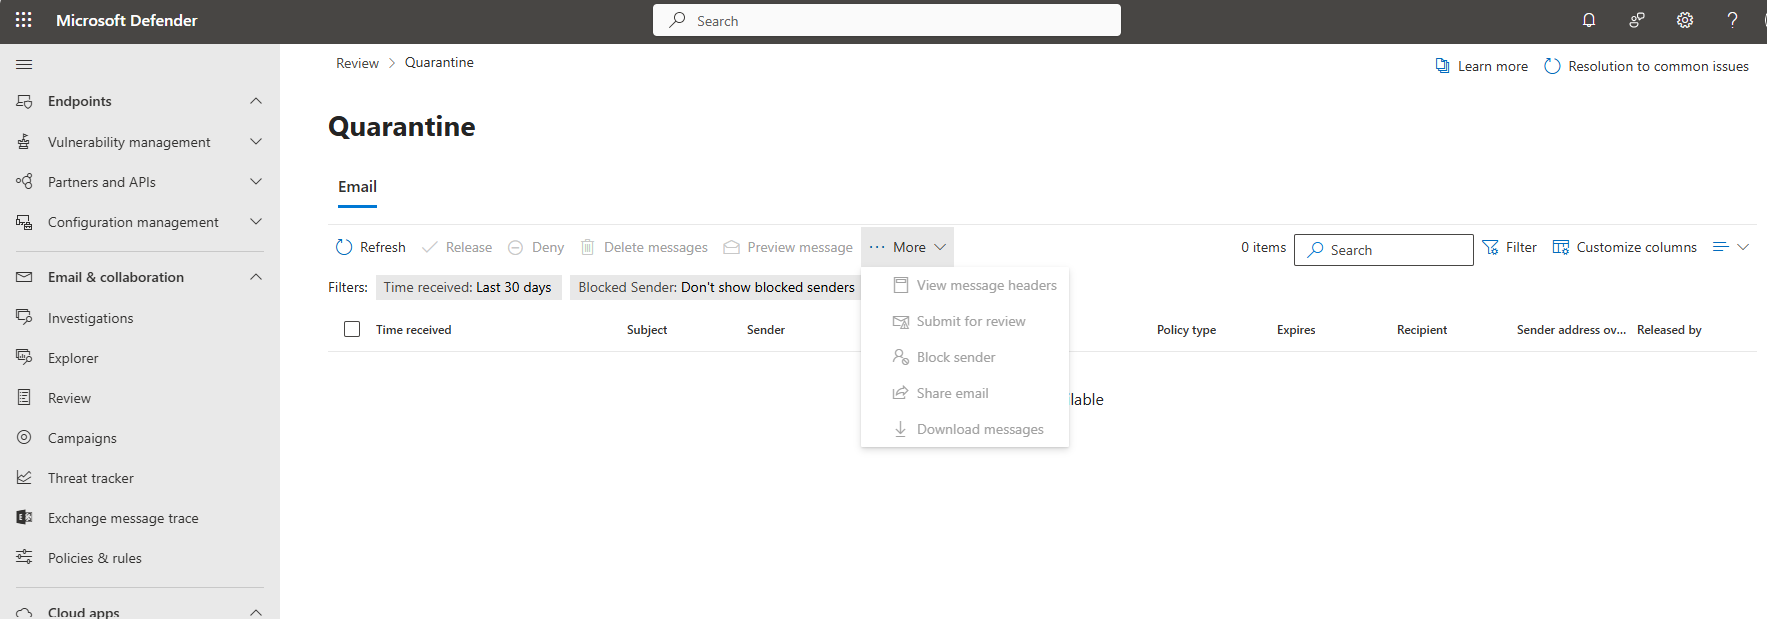 Microsoft Defender
Search
Review > Quarantine
Learn more
Resolution to common issues
Endpoints
Vulnerability management
Partners and APIs
Configuration management
Email & collaboration
Investigations
Explorer
Review
Campaigns
Threat tracker
Exchange message trace
Policies & rules
Cloud apps
Quarantine
Email
Refresh
Release
Deny
Delete messages
Preview message
··· More
0 items
Search
Filter
Customize columns
Filters:
Time received: Last 30 days
Blocked Sender: Don't show blocked senders
View message headers
Submit for review
Block sender
Share email
Download messages
Time received
Subject
Sender
Policy type
Expires
Recipient
Sender address ov...
Released by
lable